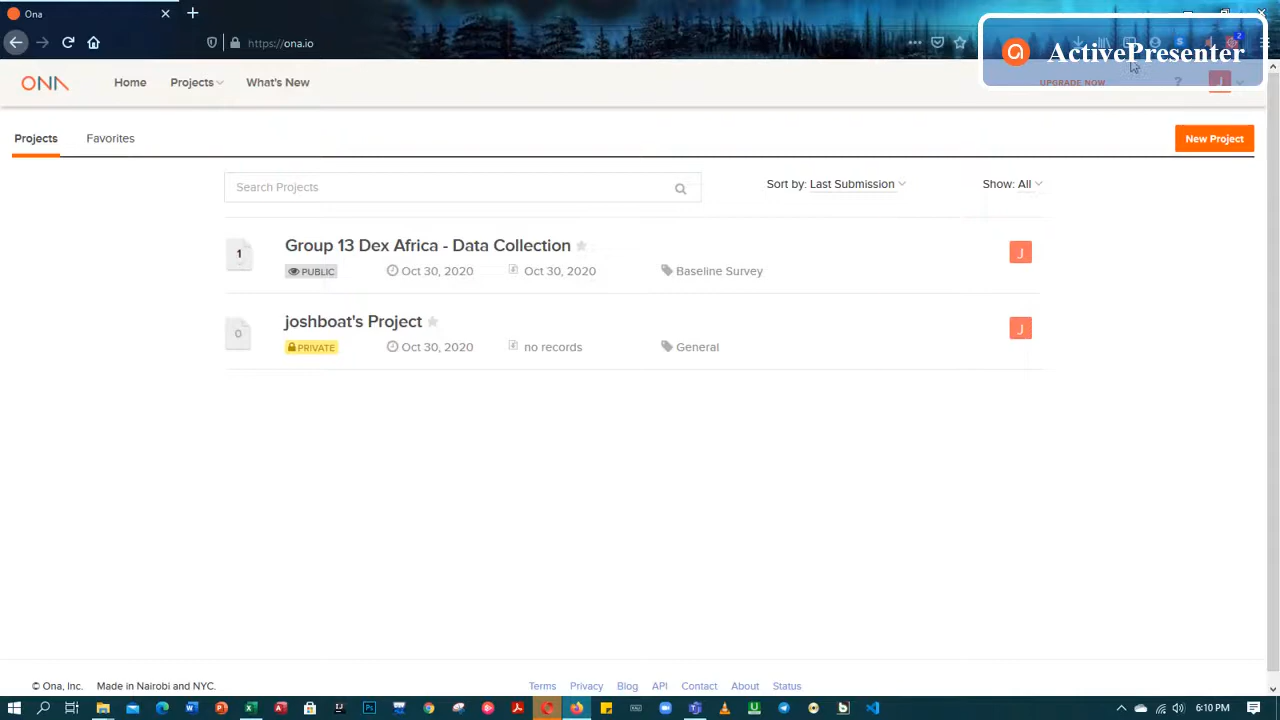 Ona
https://ona.io
2
ActivePresenter
ONA
Home
Projects
What's New
UPGRADE NOW
?
J
Projects
Favorites
New Project
Search Projects
Sort by: Last Submission
Show: All
1
Group 13 Dex Africa - Data Collection
PUBLIC
Oct 30, 2020
Oct 30, 2020
Baseline Survey
J
0
joshboat's Project
PRIVATE
Oct 30, 2020
no records
General
J
© Ona, Inc.
Made in Nairobi and NYC.
Terms
Privacy
Blog
API
Contact
About
Status
6:10 PM